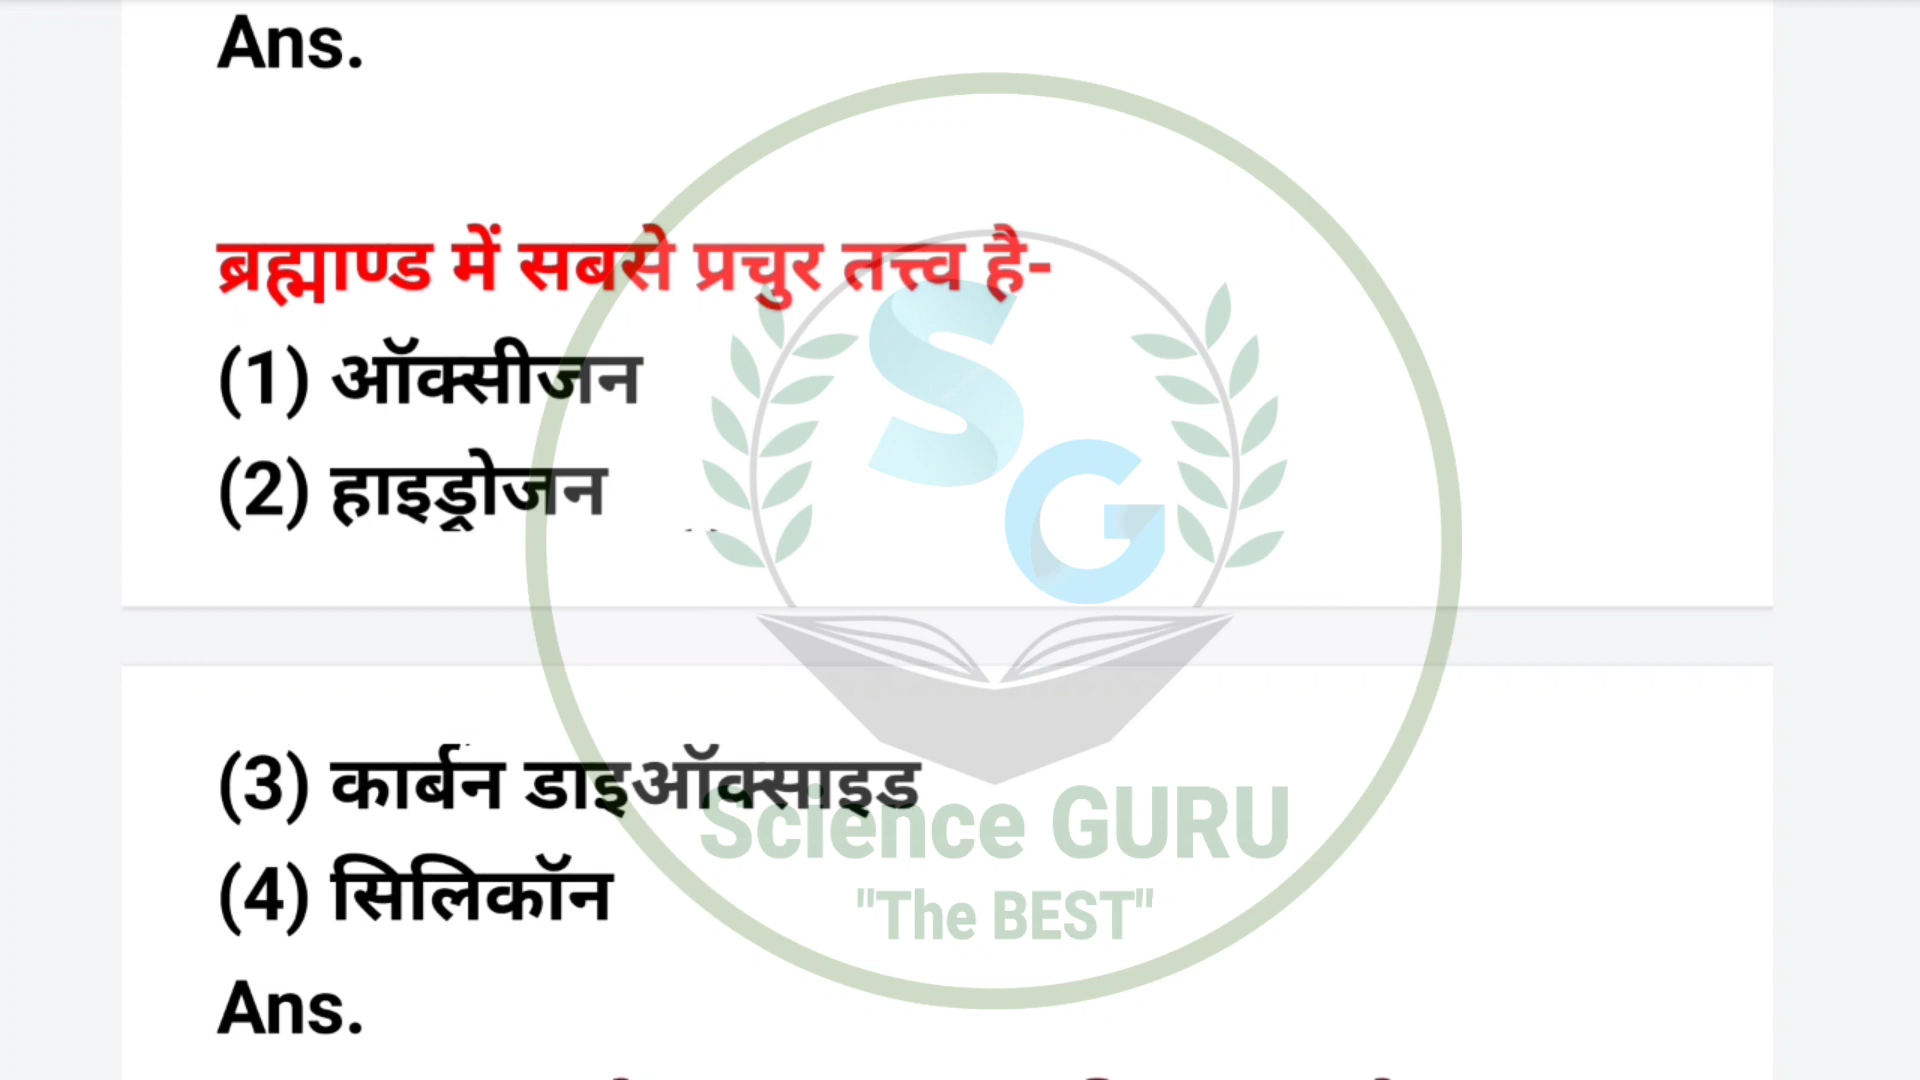 Ans.
ब्रह्माण्ड में सबसे प्रचुर तत्त्व है-
(1) ऑक्सीजन
(2) हाइड्रोजन
(3) कार्बन डाइऑक्साइड
(4) सिलिकॉन
SG
Science GURU
"The BEST"
Ans.